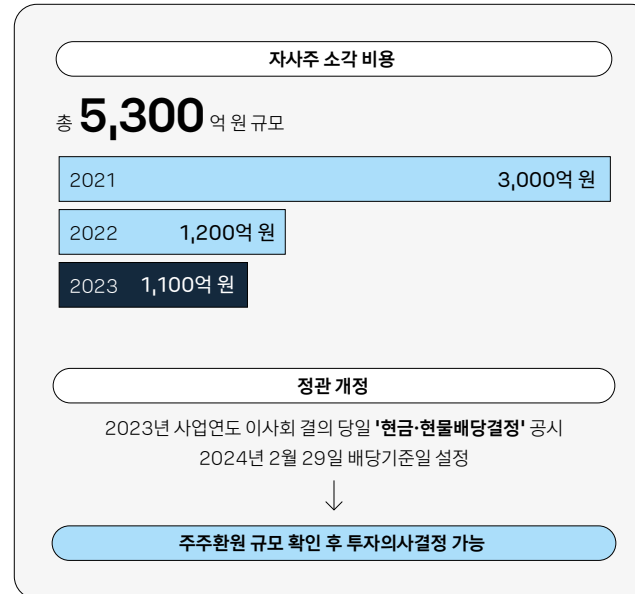 자사주 소각 비용
총 5,300 억 원 규모
2021 3,000억 원
2022 1,200억 원
2023 1,100억 원
정관 개정
2023년 사업연도 이사회 결의 당일 '현금·현물배당결정' 공시
2024년 2월 29일 배당기준일 설정
주주환원 규모 확인 후 투자의사결정 가능